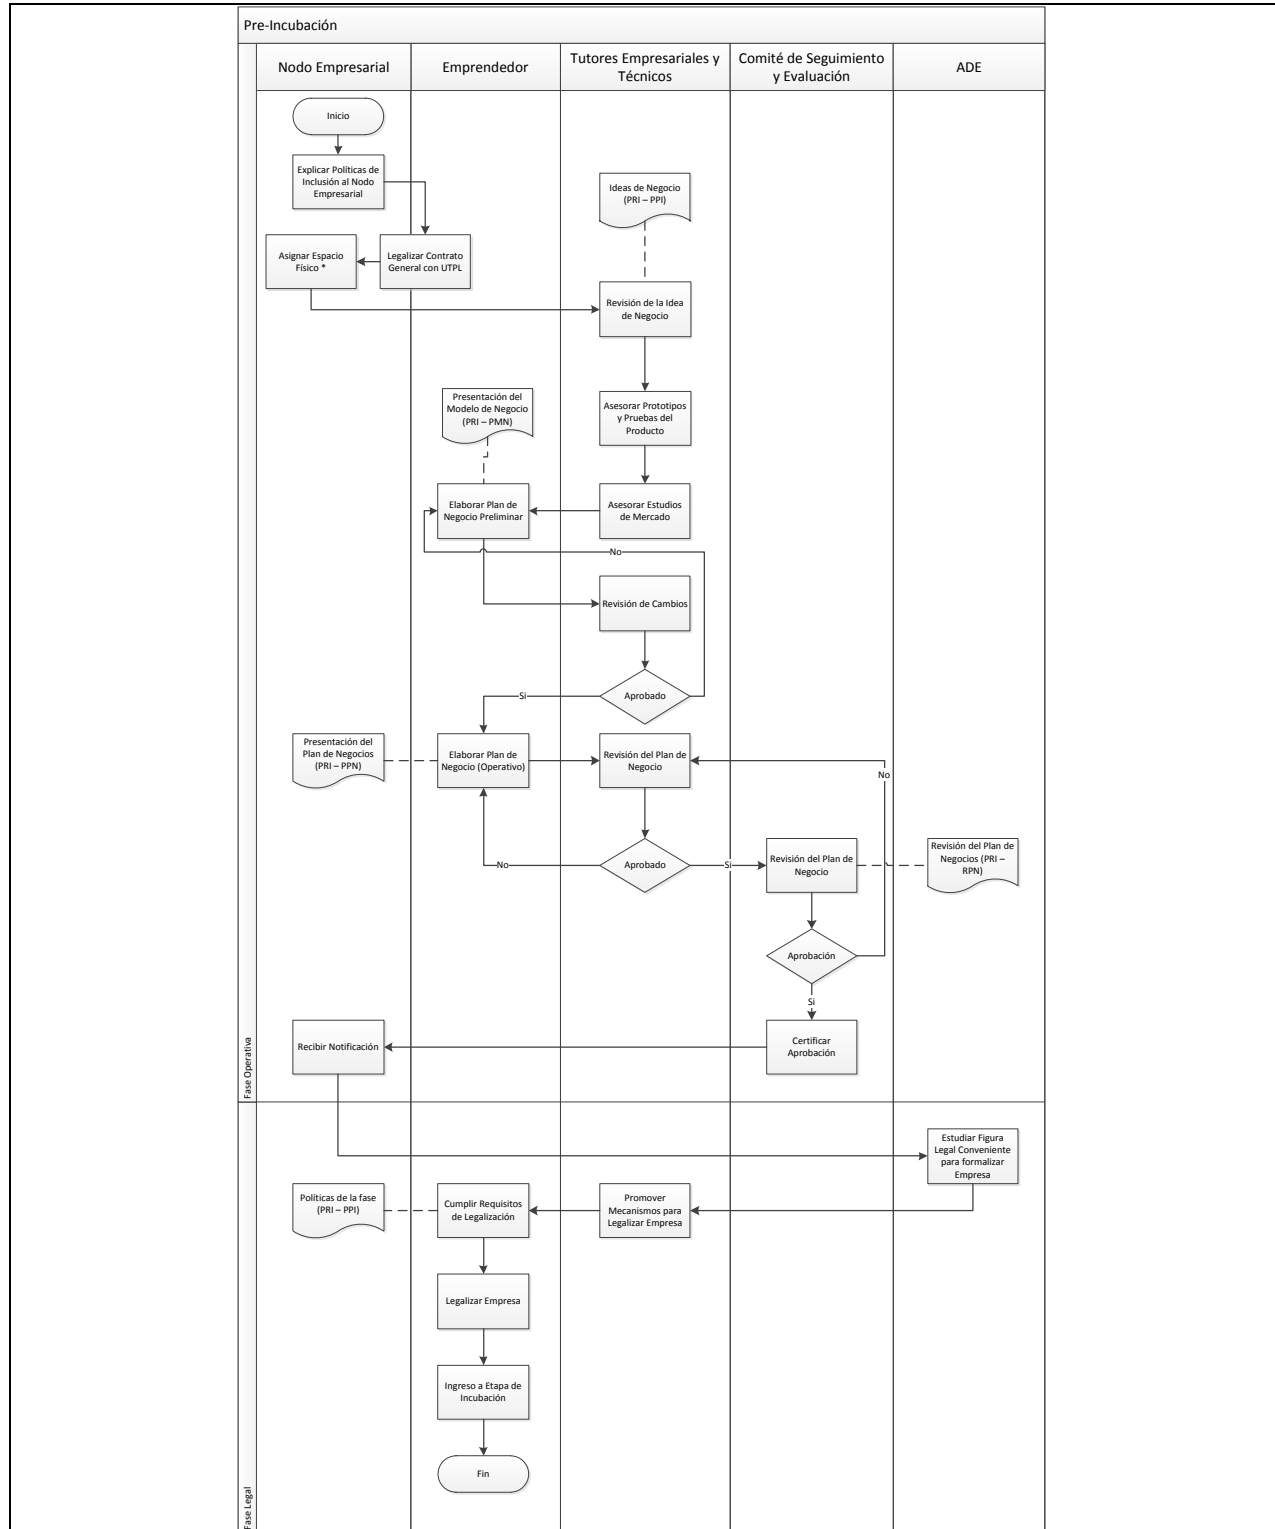 Pre-Incubación
Nodo Empresarial
Emprendedor
Tutores Empresariales y
Técnicos
Comité de Seguimiento
y Evaluación
ADE
Inicio
Explicar Políticas de
Inclusión al Nodo
Empresarial
Ideas de Negocio
(PRI – PPI)
Asignar Espacio
Físico *
Legalizar Contrato
General con UTPL
Revisión de la Idea
de Negocio
Presentación del
Modelo de Negocio
(PRI – PMN)
Asesorar Prototipos
y Pruebas del
Producto
Elaborar Plan de
Negocio Preliminar
Asesorar Estudios
de Mercado
No
Revisión de Cambios
Aprobado
Si
Presentación del
Plan de Negocios
(PRI – PPN)
Elaborar Plan de
Negocio (Operativo)
Revisión del Plan de
Negocio
No
No
Aprobado
Si
Revisión del Plan de
Negocio
Revisión del Plan de
Negocios (PRI –
RPN)
Aprobación
Si
Recibir Notificación
Certificar
Aprobación
Fase Operativa
Estudiar Figura
Legal Conveniente
para formalizar
Empresa
Políticas de la fase
(PRI – PPI)
Cumplir Requisitos
de Legalización
Promover
Mecanismos para
Legalizar Empresa
Legalizar Empresa
Ingreso a Etapa de
Incubación
Fin
Fase Legal